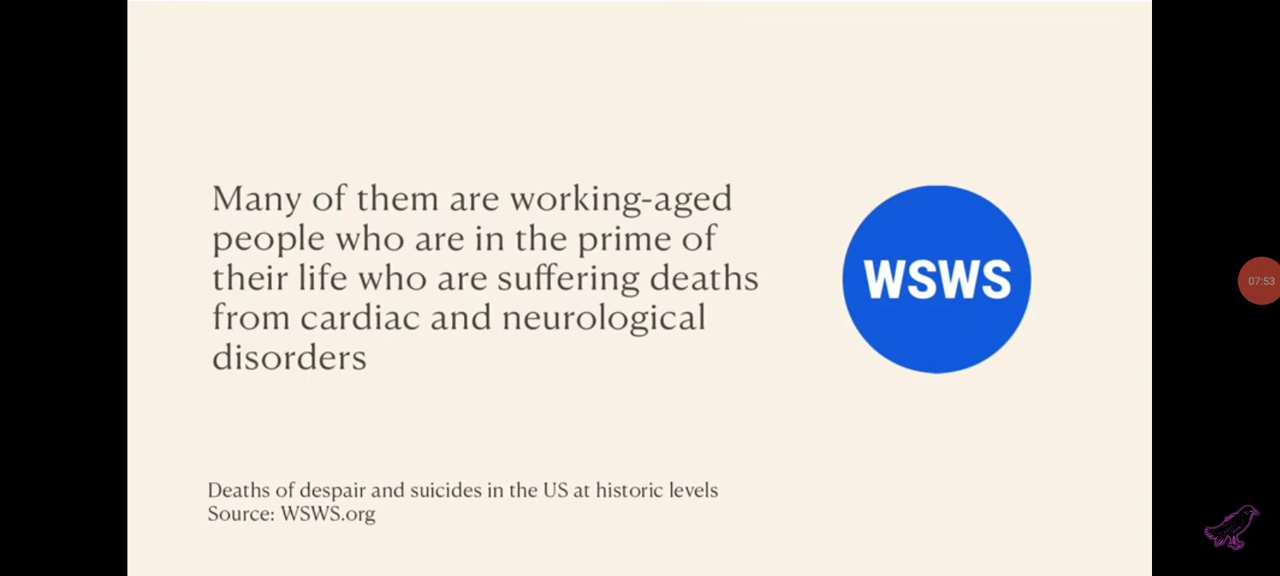 Many of them are working-aged
people who are in the prime of
their life who are suffering deaths
from cardiac and neurological
disorders
WSWS
07:53
Deaths of despair and suicides in the US at historic levels
Source: WSWS.org